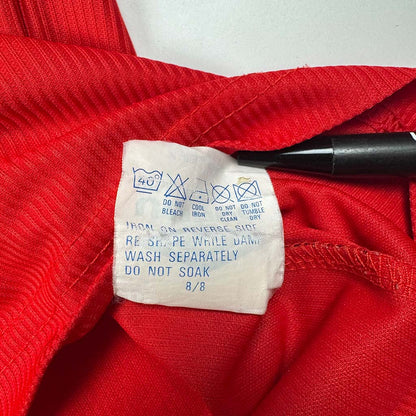 40°
DO NOT BLEACH
COOL IRON
DO NOT DRY CLEAN
DO NOT TUMBLE DRY
IRON ON REVERSE SIDE
RE SHAPE WHILE DAMP
WASH SEPARATELY
DO NOT SOAK
8/8